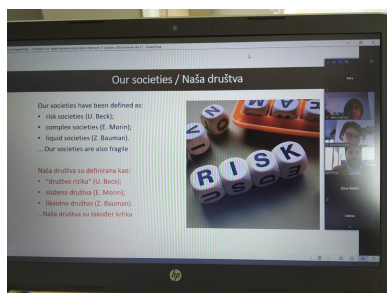 Our societies / Naša društva
Our societies have been defined as:
• risk societies (U. Beck);
• complex societies (E. Morin);
• liquid societies (Z. Bauman).
... Our societies are also fragile
Naša društva su definirana kao:
• "društvo rizika" (U. Beck);
• složena društva (E. Morin);
• likvidno društvo (Z. Bauman).
...Naša društva su također krhka
RISK
hp